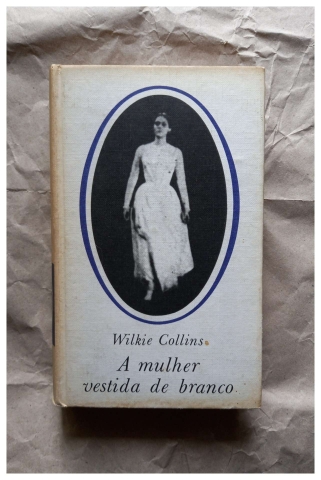 Wilkie Collins
A mulher
vestida de branco